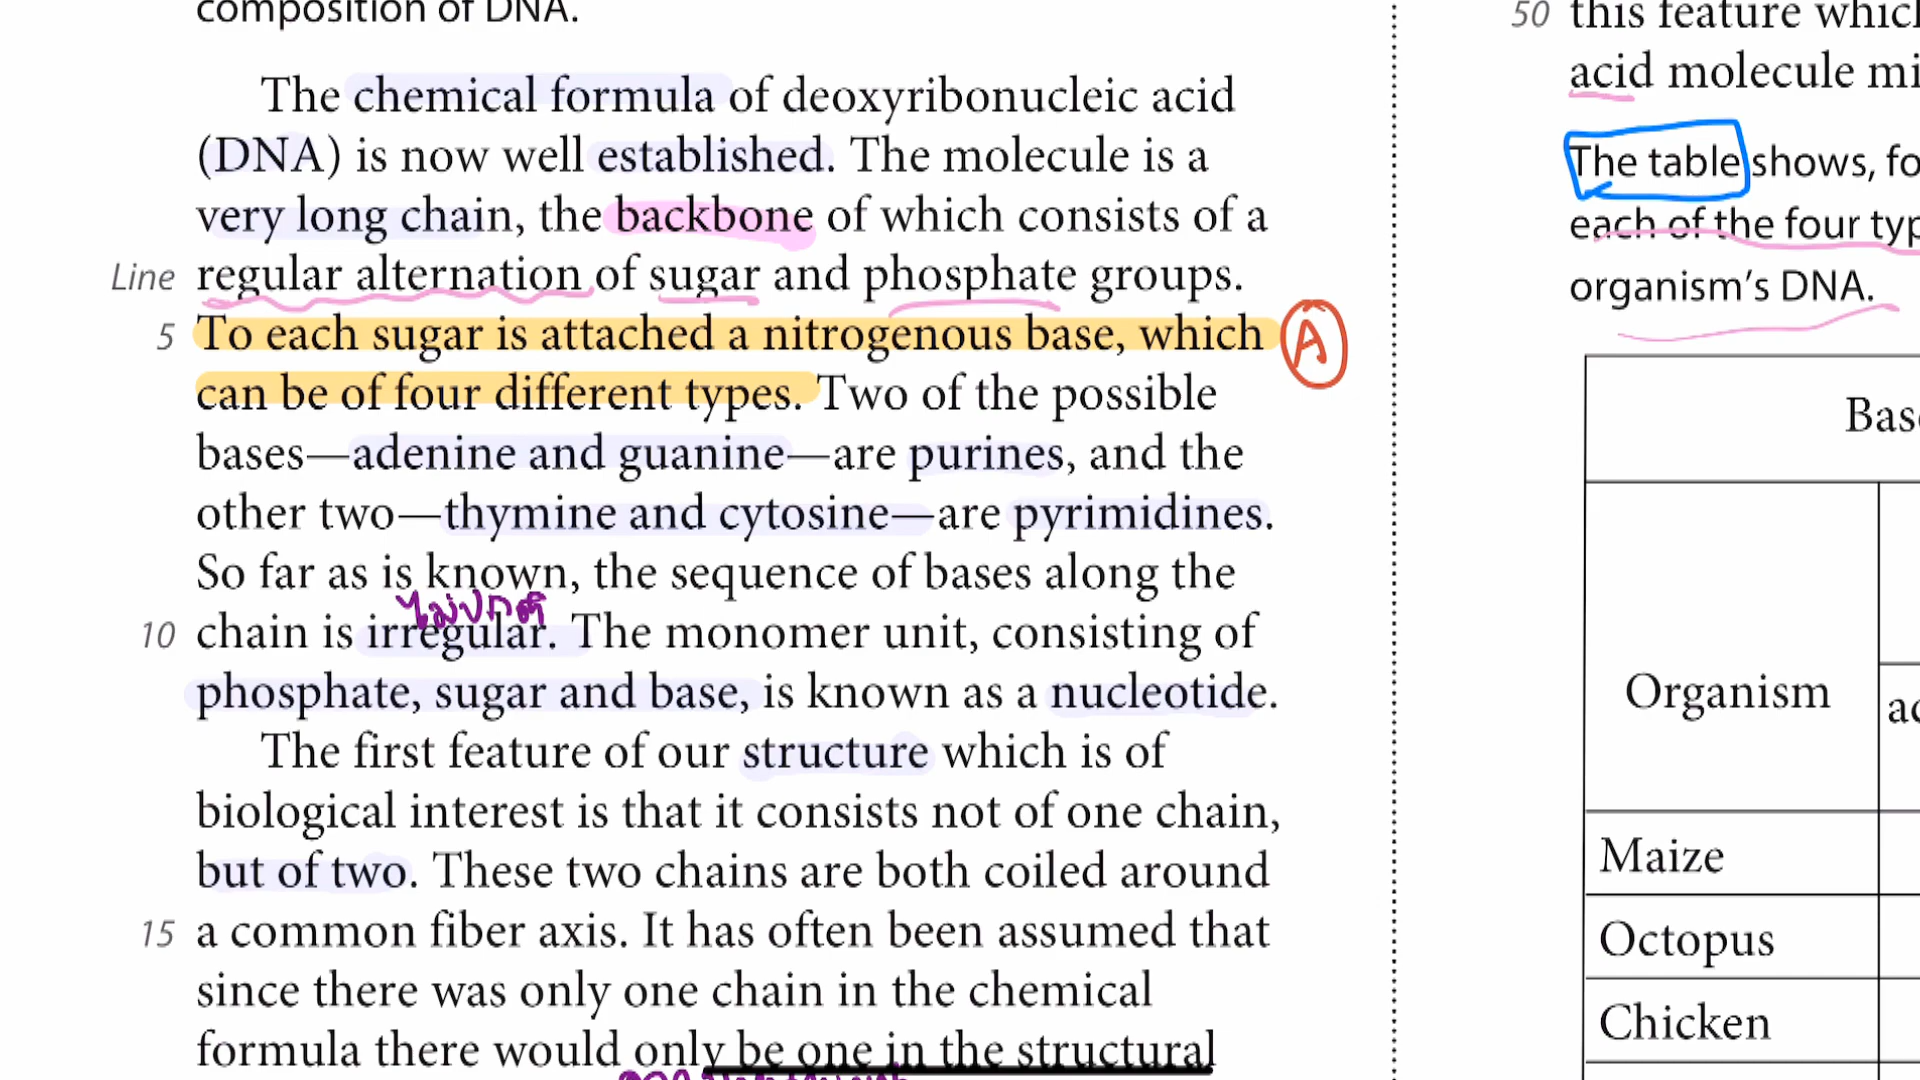 composition of DNA.
The chemical formula of deoxyribonucleic acid
(DNA) is now well established. The molecule is a
very long chain, the backbone of which consists of a
Line regular alternation of sugar and phosphate groups.
5 To each sugar is attached a nitrogenous base, which A
can be of four different types. Two of the possible
bases—adenine and guanine—are purines, and the
other two—thymine and cytosine—are pyrimidines.
So far as is known, the sequence of bases along the
ไม่ปกติ
10 chain is irregular. The monomer unit, consisting of
phosphate, sugar and base, is known as a nucleotide.
The first feature of our structure which is of
biological interest is that it consists not of one chain,
but of two. These two chains are both coiled around
15 a common fiber axis. It has often been assumed that
since there was only one chain in the chemical
formula there would only be one in the structural
50 this feature which
acid molecule mi
The table shows, fo
each of the four typ
organism's DNA.
Bas
Organism
ad
Maize
Octopus
Chicken